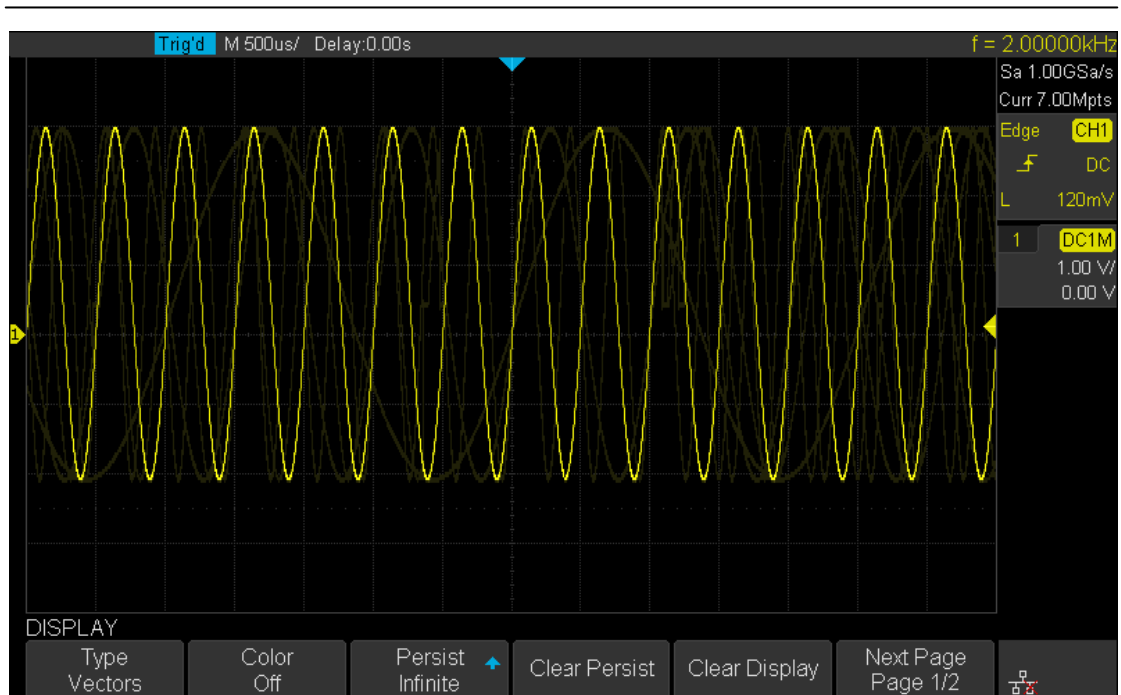 Trig'd M 500us/ Delay:0.00s f = 2.00000kHz
Sa 1.00GSa/s
Curr 7.00Mpts
Edge CH1
DC
L 120mV
1 DC1M
1.00 V/
0.00 V
1
DISPLAY
Type
Vectors
Color
Off
Persist
Infinite
Clear Persist
Clear Display
Next Page
Page 1/2